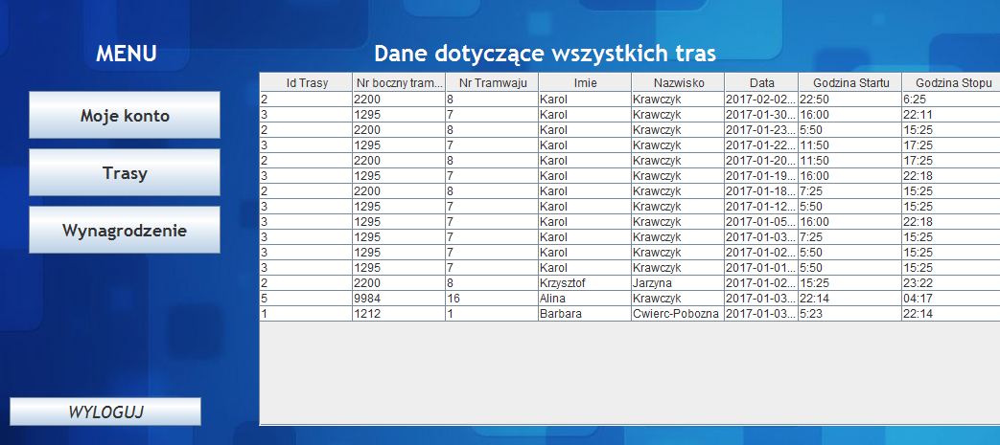 MENU
Moje konto
Trasy
Wynagrodzenie
WYLOGUJ
Dane dotyczące wszystkich tras
Id Trasy Nr boczny tram... Nr Tramwaju Imie Nazwisko Data Godzina Startu Godzina Stopu
2 2200 8 Karol Krawczyk 2017-02-02... 22:50 6:25
3 1295 7 Karol Krawczyk 2017-01-30... 16:00 22:11
2 2200 8 Karol Krawczyk 2017-01-23... 5:50 15:25
3 1295 7 Karol Krawczyk 2017-01-22... 11:50 17:25
2 2200 8 Karol Krawczyk 2017-01-20... 11:50 17:25
3 1295 7 Karol Krawczyk 2017-01-19... 16:00 22:18
2 2200 8 Karol Krawczyk 2017-01-18... 7:25 15:25
3 1295 7 Karol Krawczyk 2017-01-12... 5:50 15:25
3 1295 7 Karol Krawczyk 2017-01-05... 16:00 22:18
3 1295 7 Karol Krawczyk 2017-01-03... 7:25 15:25
3 1295 7 Karol Krawczyk 2017-01-02... 5:50 15:25
3 1295 7 Karol Krawczyk 2017-01-01... 5:50 15:25
2 2200 8 Krzysztof Jarzyna 2017-01-02... 15:25 23:22
5 9984 16 Alina Krawczyk 2017-01-03... 22:14 04:17
1 1212 1 Barbara Cwierc-Pobozna 2017-01-03... 5:23 22:14